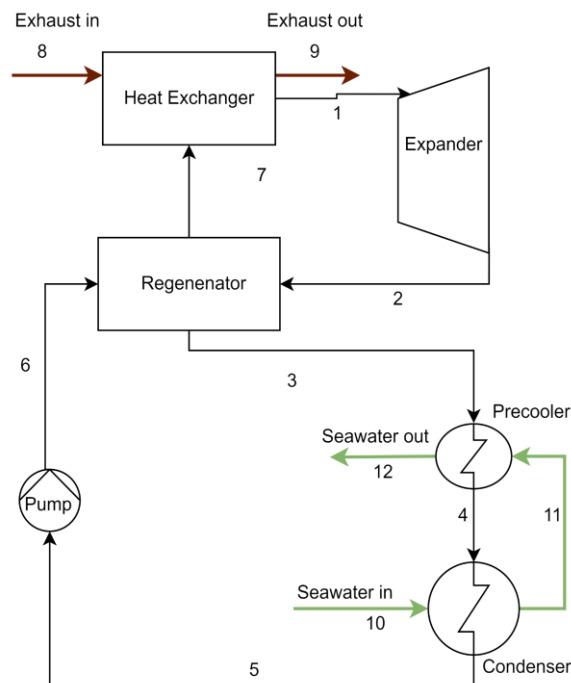 Exhaust in
Exhaust out
8
9
Heat Exchanger
1
Expander
7
Regenenator
2
6
3
Precooler
Seawater out
12
4
11
Pump
Seawater in
10
5
Condenser